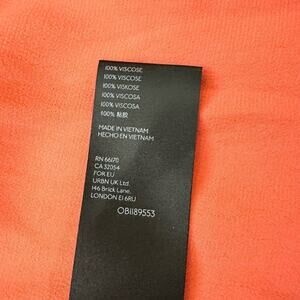 100% VISCOSE
100% VISCOSE
100% VISKOSE
100% VISCOSA
100% VISCOSA
100% 粘胶
MADE IN VIETNAM
HECHO EN VIETNAM
RN 66170
CA 32054
FOR EU
URBN UK Ltd.
146 Brick Lane.
LONDON E1 6RU
OB1189553